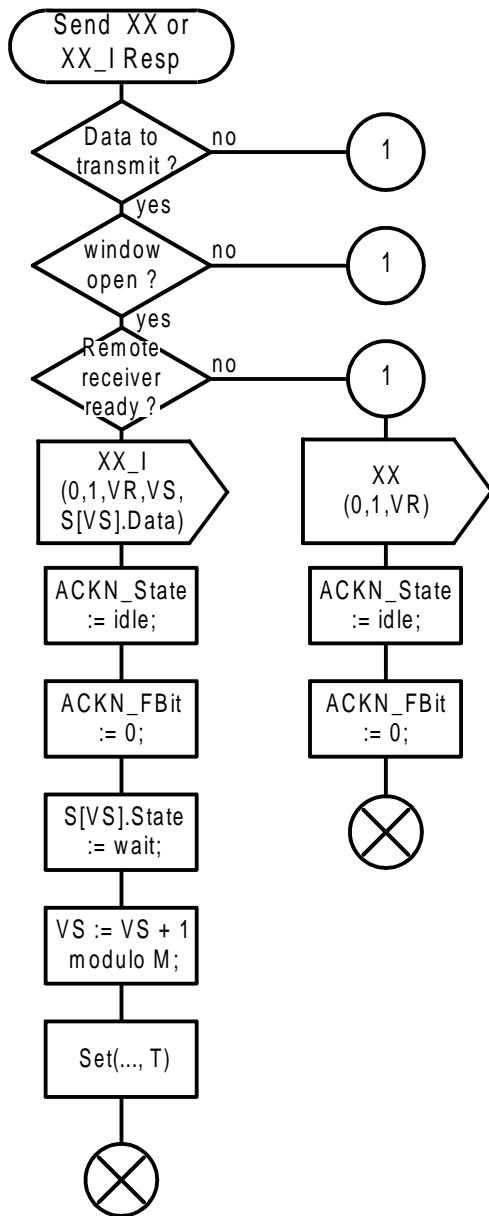 Send XX or
XX_I Resp
Data to
transmit ?
no
1
yes
window
open ?
no
1
yes
Remote
receiver
ready ?
no
1
XX_I
(0,1,VR,VS,
S[VS].Data)
XX
(0,1,VR)
ACKN_State
:= idle;
ACKN_State
:= idle;
ACKN_FBit
:= 0;
ACKN_FBit
:= 0;
S[VS].State
:= wait;
VS := VS + 1
modulo M;
Set(..., T)